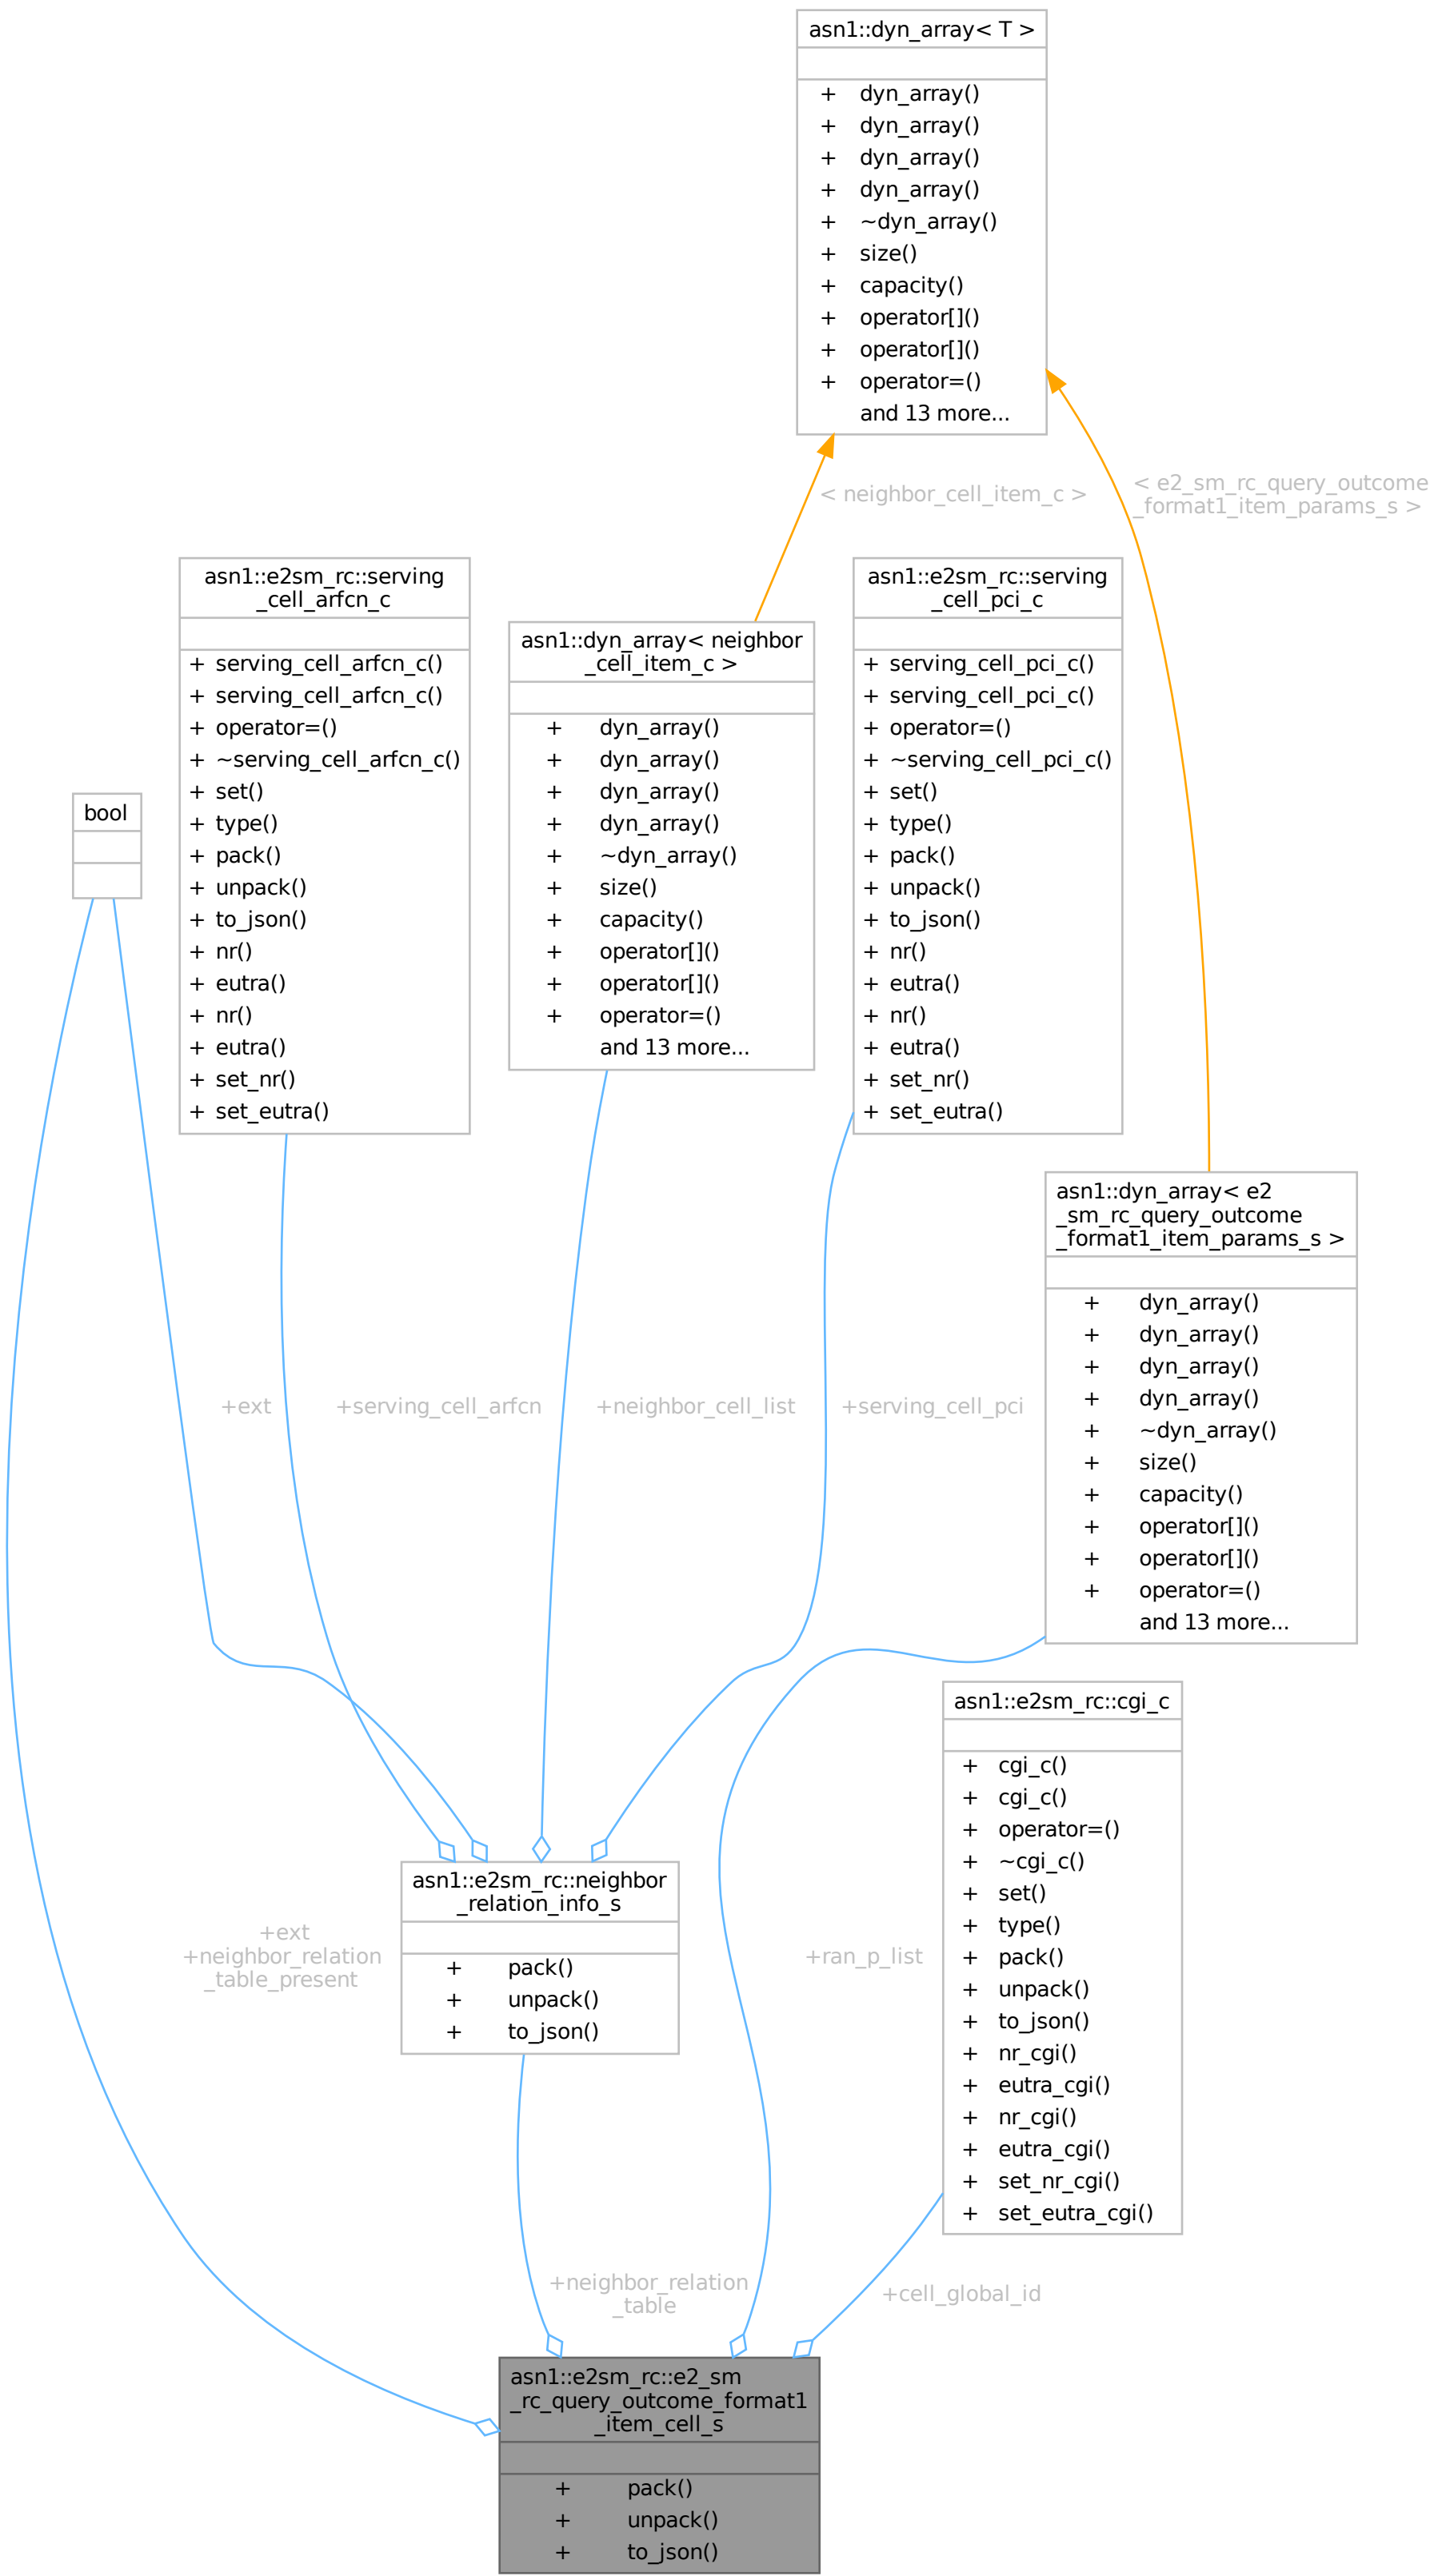 asn1::dyn_array< T >
+ dyn_array()
+ dyn_array()
+ dyn_array()
+ dyn_array()
+ ~dyn_array()
+ size()
+ capacity()
+ operator[]()
+ operator[]()
+ operator=()
and 13 more...
< neighbor_cell_item_c >
< e2_sm_rc_query_outcome
_format1_item_params_s >
asn1::e2sm_rc::serving
_cell_arfcn_c
+ serving_cell_arfcn_c()
+ serving_cell_arfcn_c()
+ operator=()
+ ~serving_cell_arfcn_c()
+ set()
+ type()
+ pack()
+ unpack()
+ to_json()
+ nr()
+ eutra()
+ nr()
+ eutra()
+ set_nr()
+ set_eutra()
asn1::dyn_array< neighbor
_cell_item_c >
+ dyn_array()
+ dyn_array()
+ dyn_array()
+ dyn_array()
+ ~dyn_array()
+ size()
+ capacity()
+ operator[]()
+ operator[]()
+ operator=()
and 13 more...
asn1::e2sm_rc::serving
_cell_pci_c
+ serving_cell_pci_c()
+ serving_cell_pci_c()
+ operator=()
+ ~serving_cell_pci_c()
+ set()
+ type()
+ pack()
+ unpack()
+ to_json()
+ nr()
+ eutra()
+ nr()
+ eutra()
+ set_nr()
+ set_eutra()
bool
asn1::dyn_array< e2
_sm_rc_query_outcome
_format1_item_params_s >
+ dyn_array()
+ dyn_array()
+ dyn_array()
+ dyn_array()
+ ~dyn_array()
+ size()
+ capacity()
+ operator[]()
+ operator[]()
+ operator=()
and 13 more...
+ext
+serving_cell_arfcn
+neighbor_cell_list
+serving_cell_pci
asn1::e2sm_rc::cgi_c
+ cgi_c()
+ cgi_c()
+ operator=()
+ ~cgi_c()
+ set()
+ type()
+ pack()
+ unpack()
+ to_json()
+ nr_cgi()
+ eutra_cgi()
+ nr_cgi()
+ eutra_cgi()
+ set_nr_cgi()
+ set_eutra_cgi()
asn1::e2sm_rc::neighbor
_relation_info_s
+ pack()
+ unpack()
+ to_json()
+ext
+neighbor_relation
_table_present
+ran_p_list
+neighbor_relation
_table
+cell_global_id
asn1::e2sm_rc::e2_sm
_rc_query_outcome_format1
_item_cell_s
+ pack()
+ unpack()
+ to_json()